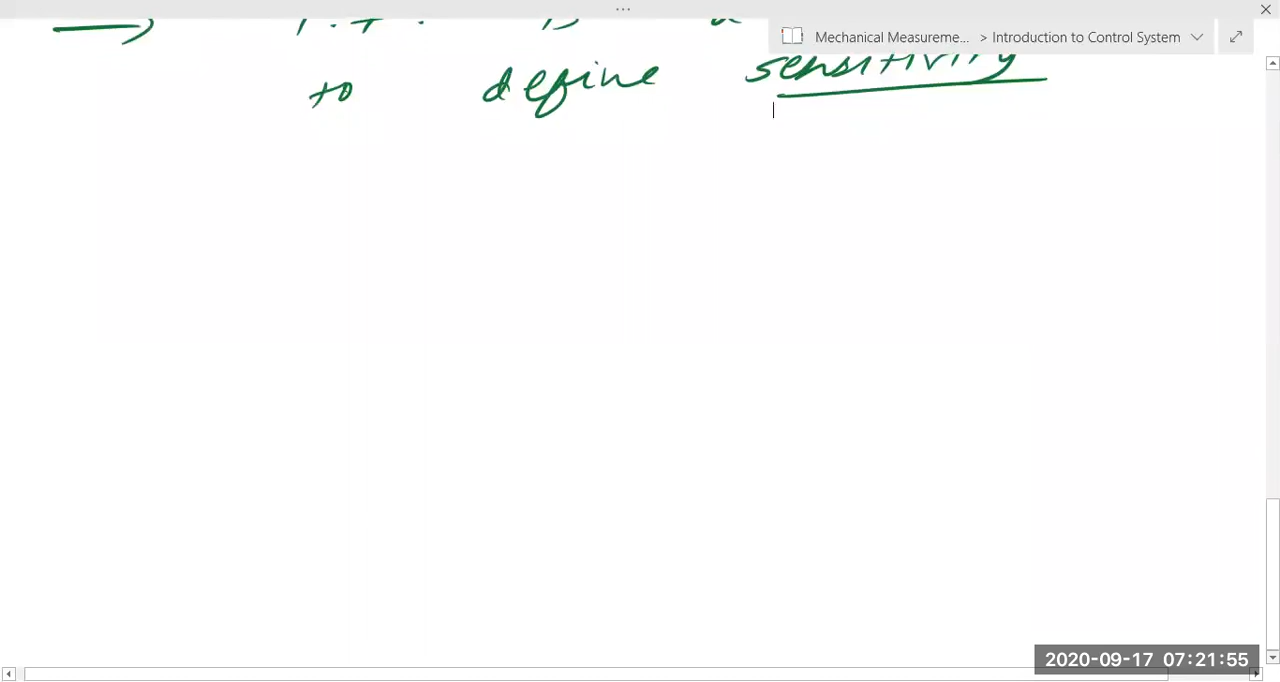 ...
Mechanical Measureme... > Introduction to Control System
to define sensitivity
2020-09-17 07:21:55